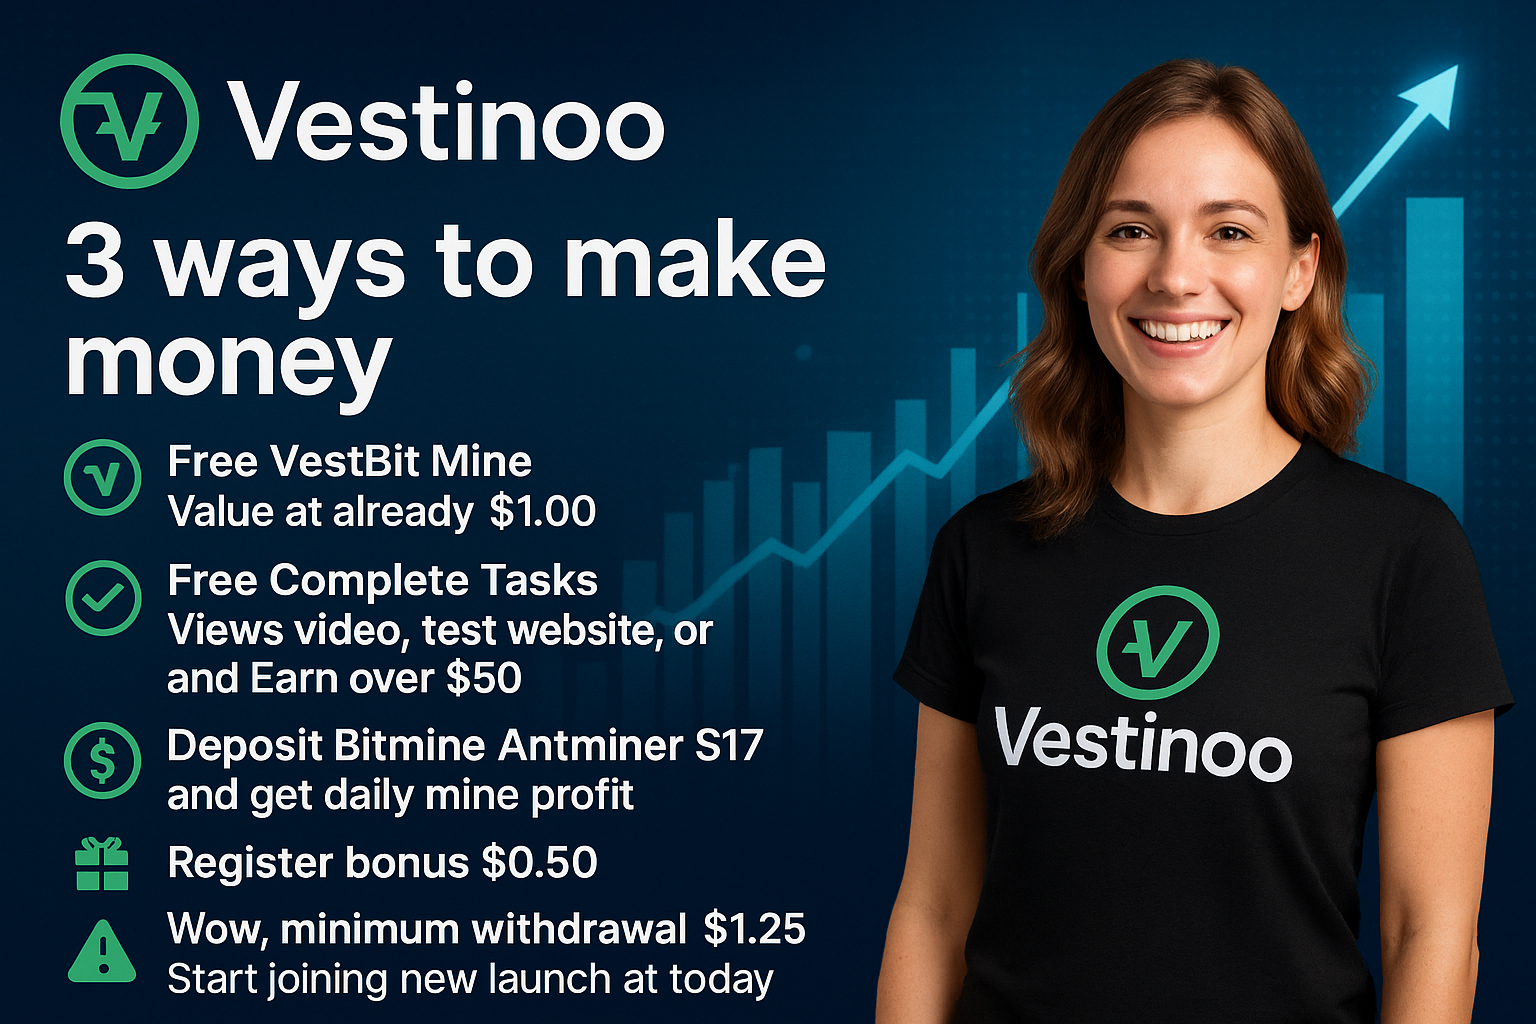 Vestinoo
3 ways to make
money
Free VestBit Mine
Value at already $1.00
Free Complete Tasks
Views video, test website, or
and Earn over $50
Deposit Bitmine Antminer S17
and get daily mine profit
Register bonus $0.50
Wow, minimum withdrawal $1.25
Start joining new launch at today
Vestinoo